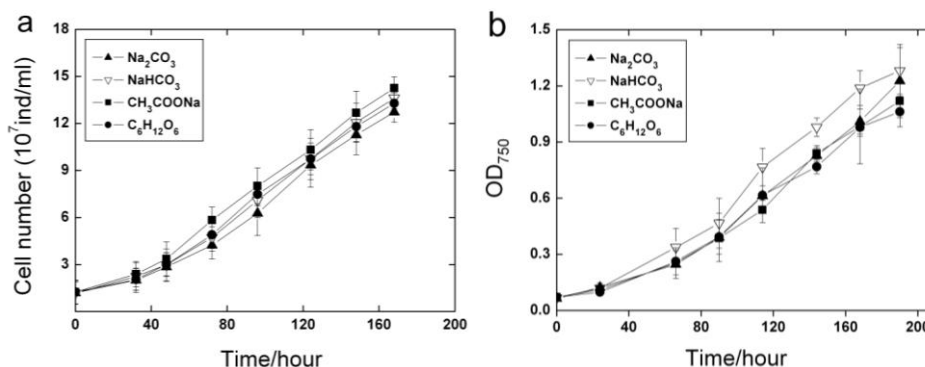 a
Cell number (10⁷ind/ml)
18
15
12
9
6
3
Na₂CO₃
NaHCO₃
CH₃COONa
C₆H₁₂O₆
0 40 80 120 160 200
Time/hour
b
OD₇₅₀
1.5
1.2
0.9
0.6
0.3
0.0
Na₂CO₃
NaHCO₃
CH₃COONa
C₆H₁₂O₆
0 40 80 120 160 200
Time/hour